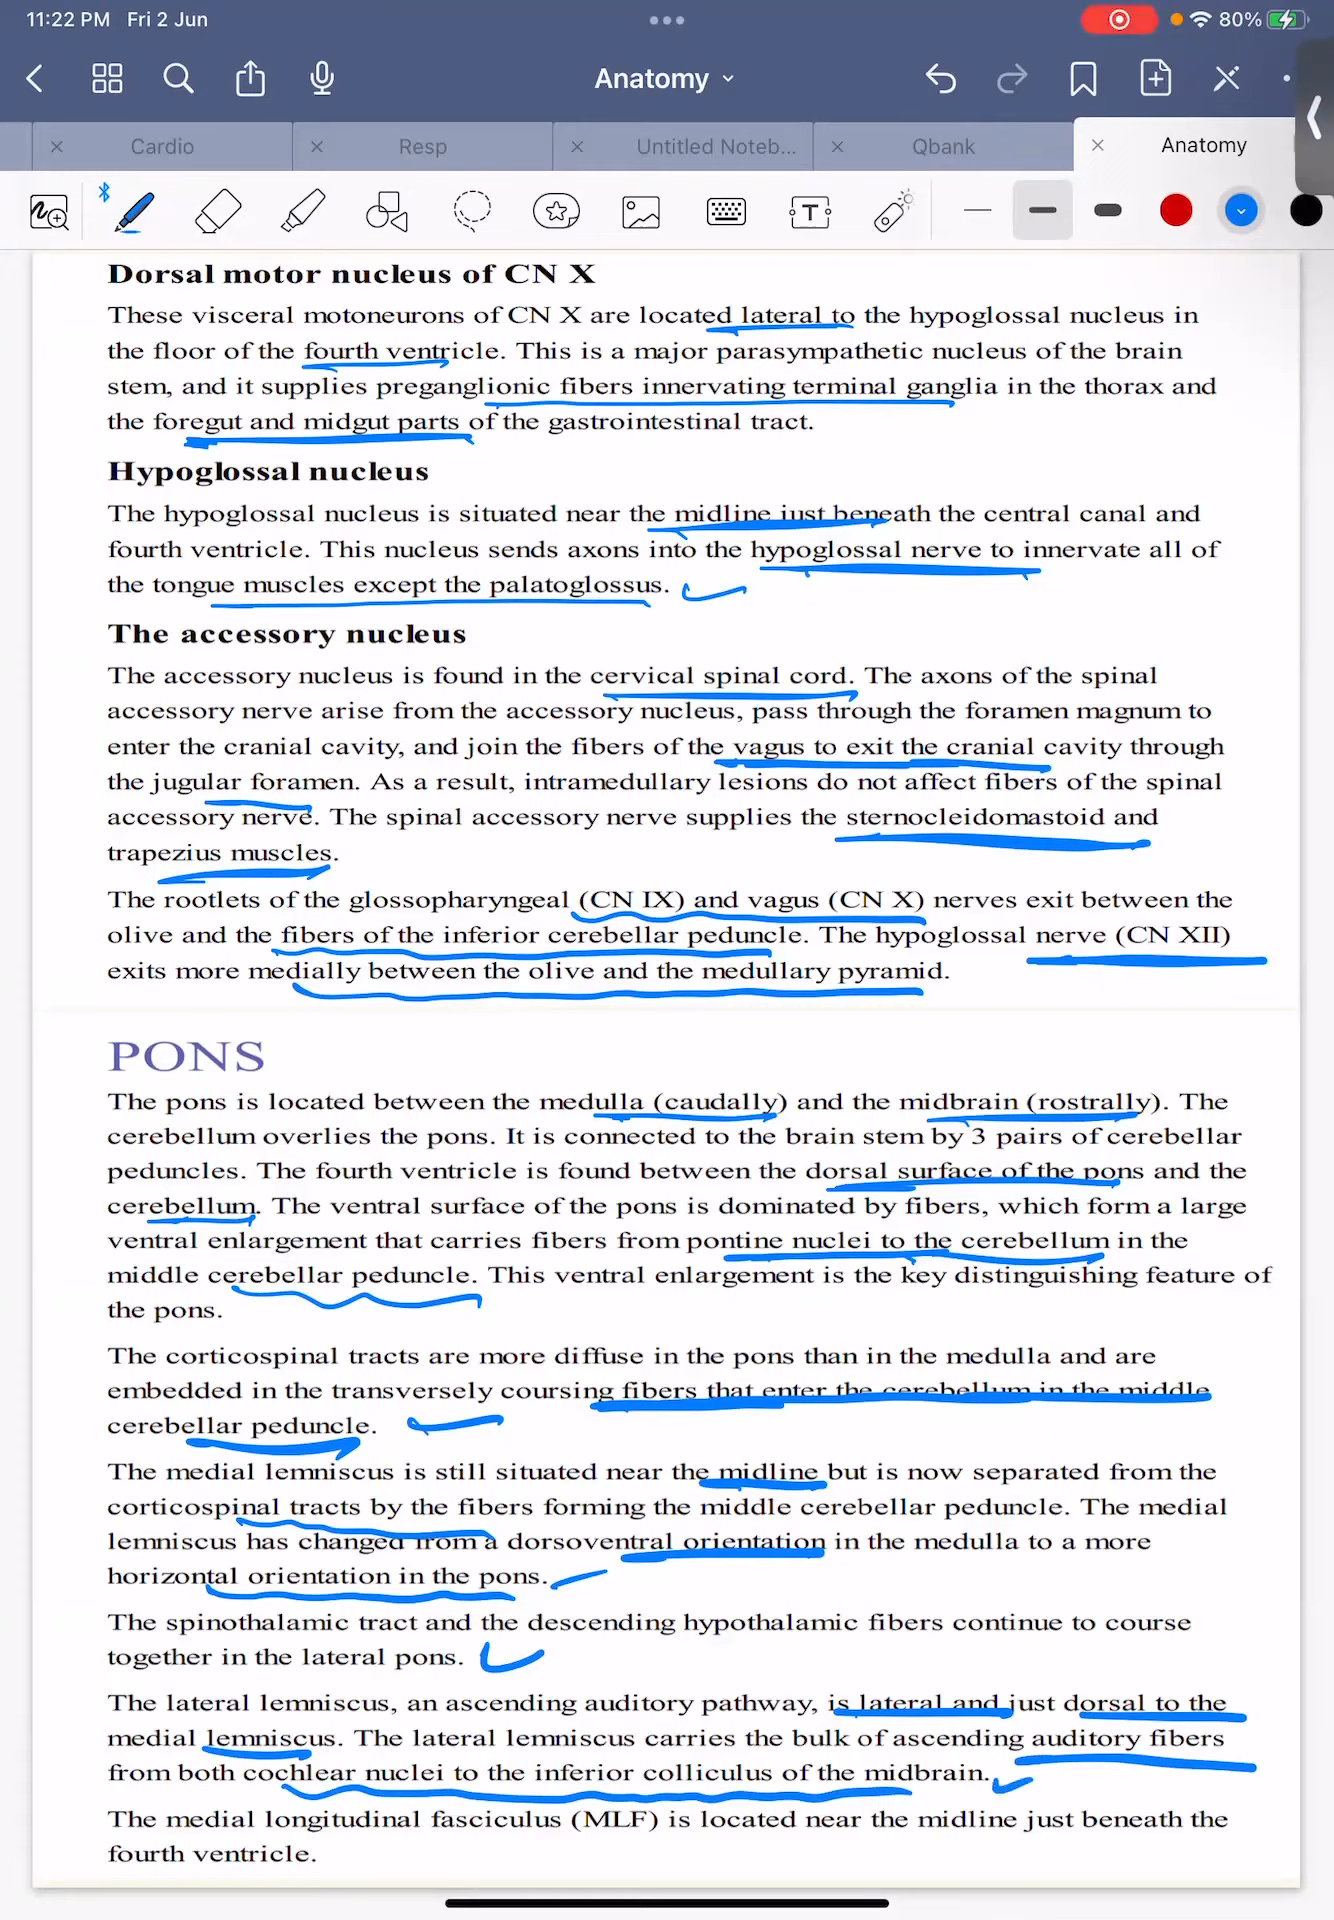 11:22 PM Fri 2 Jun
80%
Anatomy
Cardio
Resp
Untitled Noteb...
Qbank
Anatomy
Dorsal motor nucleus of CN X
These visceral motoneurons of CN X are located lateral to the hypoglossal nucleus in
the floor of the fourth ventricle. This is a major parasympathetic nucleus of the brain
stem, and it supplies preganglionic fibers innervating terminal ganglia in the thorax and
the foregut and midgut parts of the gastrointestinal tract.
Hypoglossal nucleus
The hypoglossal nucleus is situated near the midline just beneath the central canal and
fourth ventricle. This nucleus sends axons into the hypoglossal nerve to innervate all of
the tongue muscles except the palatoglossus.
The accessory nucleus
The accessory nucleus is found in the cervical spinal cord. The axons of the spinal
accessory nerve arise from the accessory nucleus, pass through the foramen magnum to
enter the cranial cavity, and join the fibers of the vagus to exit the cranial cavity through
the jugular foramen. As a result, intramedullary lesions do not affect fibers of the spinal
accessory nerve. The spinal accessory nerve supplies the sternocleidomastoid and
trapezius muscles.
The rootlets of the glossopharyngeal (CN IX) and vagus (CN X) nerves exit between the
olive and the fibers of the inferior cerebellar peduncle. The hypoglossal nerve (CN XII)
exits more medially between the olive and the medullary pyramid.
PONS
The pons is located between the medulla (caudally) and the midbrain (rostrally). The
cerebellum overlies the pons. It is connected to the brain stem by 3 pairs of cerebellar
peduncles. The fourth ventricle is found between the dorsal surface of the pons and the
cerebellum. The ventral surface of the pons is dominated by fibers, which form a large
ventral enlargement that carries fibers from pontine nuclei to the cerebellum in the
middle cerebellar peduncle. This ventral enlargement is the key distinguishing feature of
the pons.
The corticospinal tracts are more diffuse in the pons than in the medulla and are
embedded in the transversely coursing fibers that enter the cerebellum in the middle
cerebellar peduncle.
The medial lemniscus is still situated near the midline but is now separated from the
corticospinal tracts by the fibers forming the middle cerebellar peduncle. The medial
lemniscus has changed from a dorsoventral orientation in the medulla to a more
horizontal orientation in the pons.
The spinothalamic tract and the descending hypothalamic fibers continue to course
together in the lateral pons.
The lateral lemniscus, an ascending auditory pathway, is lateral and just dorsal to the
medial lemniscus. The lateral lemniscus carries the bulk of ascending auditory fibers
from both cochlear nuclei to the inferior colliculus of the midbrain.
The medial longitudinal fasciculus (MLF) is located near the midline just beneath the
fourth ventricle.